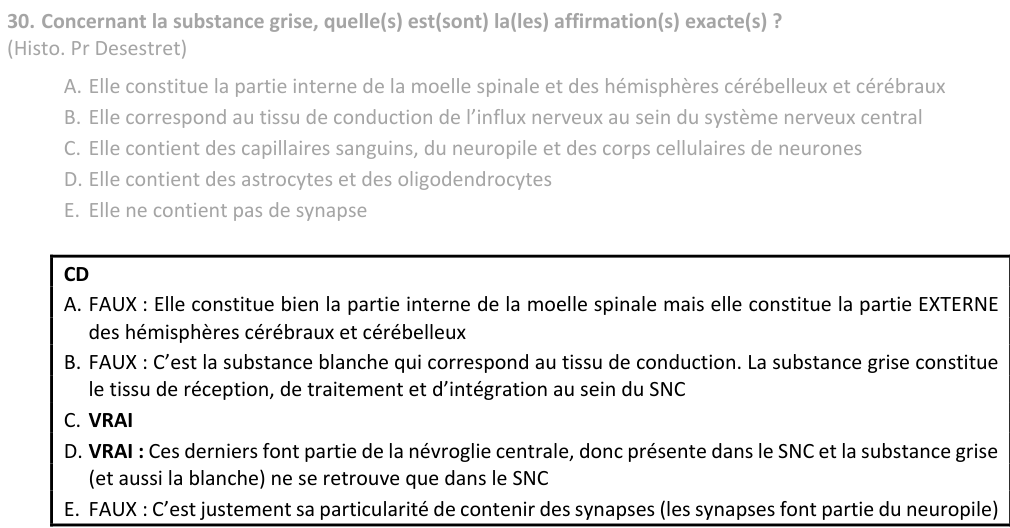 30. Concernant la substance grise, quelle(s) est(sont) la(les) affirmation(s) exacte(s) ?
(Histo. Pr Desestret)
A. Elle constitue la partie interne de la moelle spinale et des hémisphères cérébelleux et cérébraux
B. Elle correspond au tissu de conduction de l’influx nerveux au sein du système nerveux central
C. Elle contient des capillaires sanguins, du neuropile et des corps cellulaires de neurones
D. Elle contient des astrocytes et des oligodendrocytes
E. Elle ne contient pas de synapse
CD
A. FAUX : Elle constitue bien la partie interne de la moelle spinale mais elle constitue la partie EXTERNE
des hémisphères cérébraux et cérébelleux
B. FAUX : C’est la substance blanche qui correspond au tissu de conduction. La substance grise constitue
le tissu de réception, de traitement et d’intégration au sein du SNC
C. VRAI
D. VRAI : Ces derniers font partie de la névroglie centrale, donc présente dans le SNC et la substance grise
(et aussi la blanche) ne se retrouve que dans le SNC
E. FAUX : C’est justement sa particularité de contenir des synapses (les synapses font partie du neuropile)